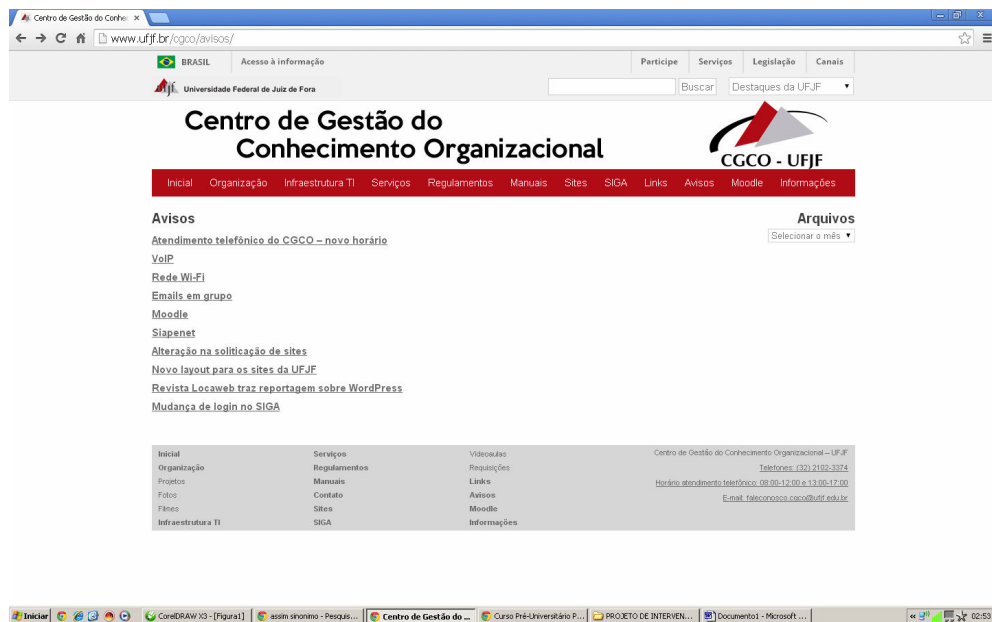 Centro de Gestão do Conhec
www.ufjf.br/cgco/avisos/
BRASIL Acesso à informação Participe Serviços Legislação Canais
ufjf. Universidade Federal de Juiz de Fora Buscar Destaques da UFJF
Centro de Gestão do
Conhecimento Organizacional
CGCO - UFJF
Inicial Organização Infraestrutura TI Serviços Regulamentos Manuais Sites SIGA Links Avisos Moodle Informações
Avisos
Arquivos
Selecionar o mês
Atendimento telefônico do CGCO – novo horário
VoIP
Rede Wi-Fi
Emails em grupo
Moodle
Siapenet
Alteração na soliticação de sites
Novo layout para os sites da UFJF
Revista Locaweb traz reportagem sobre WordPress
Mudança de login no SIGA
Inicial Serviços Videoaulas Centro de Gestão do Conhecimento Organizacional – UFJF
Organização Regulamentos Requisições Telefones: (32) 2102-3374
Projetos Manuais Links Horário atendimento telefônico: 08:00-12:00 e 13:00-17:00
Fotos Contato Avisos E-mail: faleconosco.cgco@ufjf.edu.br
Filmes Sites Moodle
Infraestrutura TI SIGA Informações
Iniciar CorelDRAW X3 - [Figura1] assim sinonimo - Pesquis... Centro de Gestão do ... Curso Pré-Universitário P... PROJETO DE INTERVEN... Documento1 - Microsoft ... 02:53